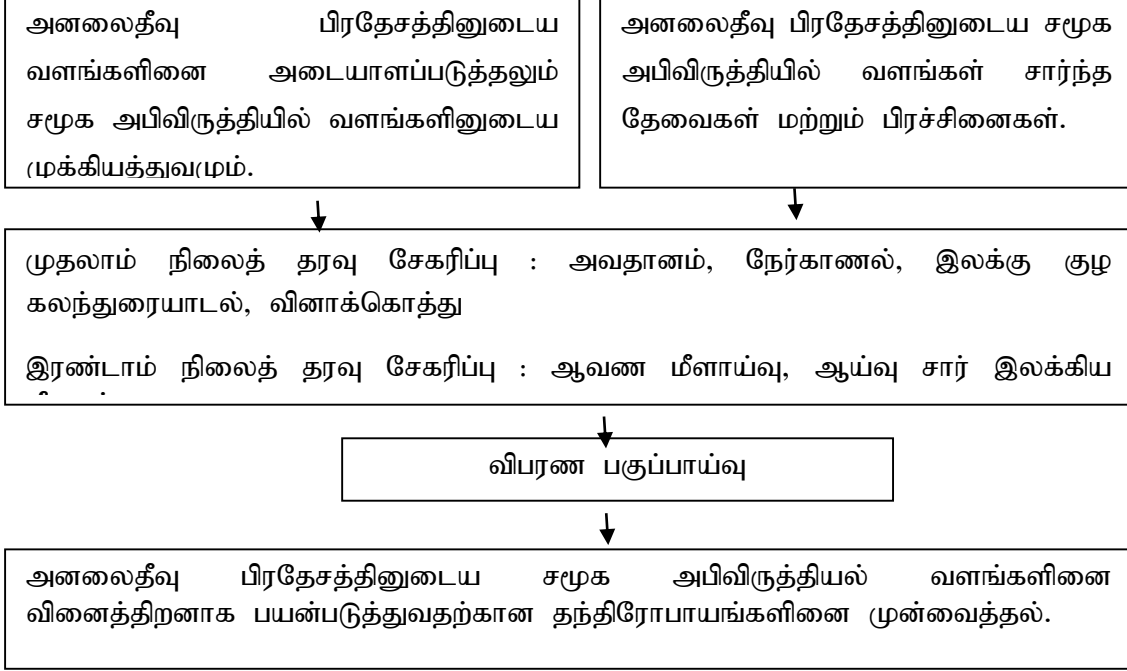 அனலைதீவு பிரதேசத்தினுடைய
வளங்களினை அடையாளப்படுத்தலும்
சமூக அபிவிருத்தியில் வளங்களினுடைய
முக்கியத்துவமும்.
அனலைதீவு பிரதேசத்தினுடைய சமூக
அபிவிருத்தியில் வளங்கள் சார்ந்த
தேவைகள் மற்றும் பிரச்சினைகள்.
முதலாம் நிலைத் தரவு சேகரிப்பு : அவதானம், நேர்காணல், இலக்கு குழ
கலந்துரையாடல், வினாக்கொத்து
இரண்டாம் நிலைத் தரவு சேகரிப்பு : ஆவண மீளாய்வு, ஆய்வு சார் இலக்கிய
விபரண பகுப்பாய்வு
அனலைதீவு பிரதேசத்தினுடைய சமூக அபிவிருத்தியல் வளங்களினை
வினைத்திறனாக பயன்படுத்துவதற்கான தந்திரோபாயங்களினை முன்வைத்தல்.